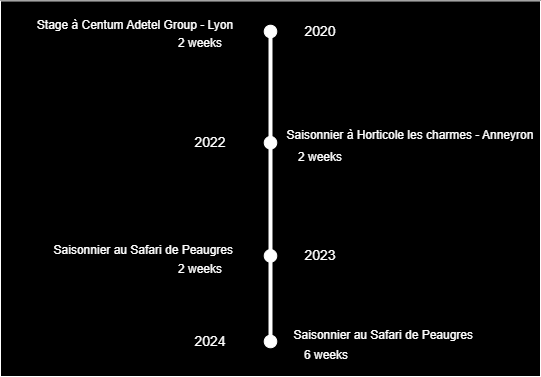 Stage à Centum Adetel Group - Lyon
2 weeks
2020
2022
Saisonnier à Horticole les charmes - Anneyron
2 weeks
Saisonnier au Safari de Peaugres
2 weeks
2023
2024
Saisonnier au Safari de Peaugres
6 weeks